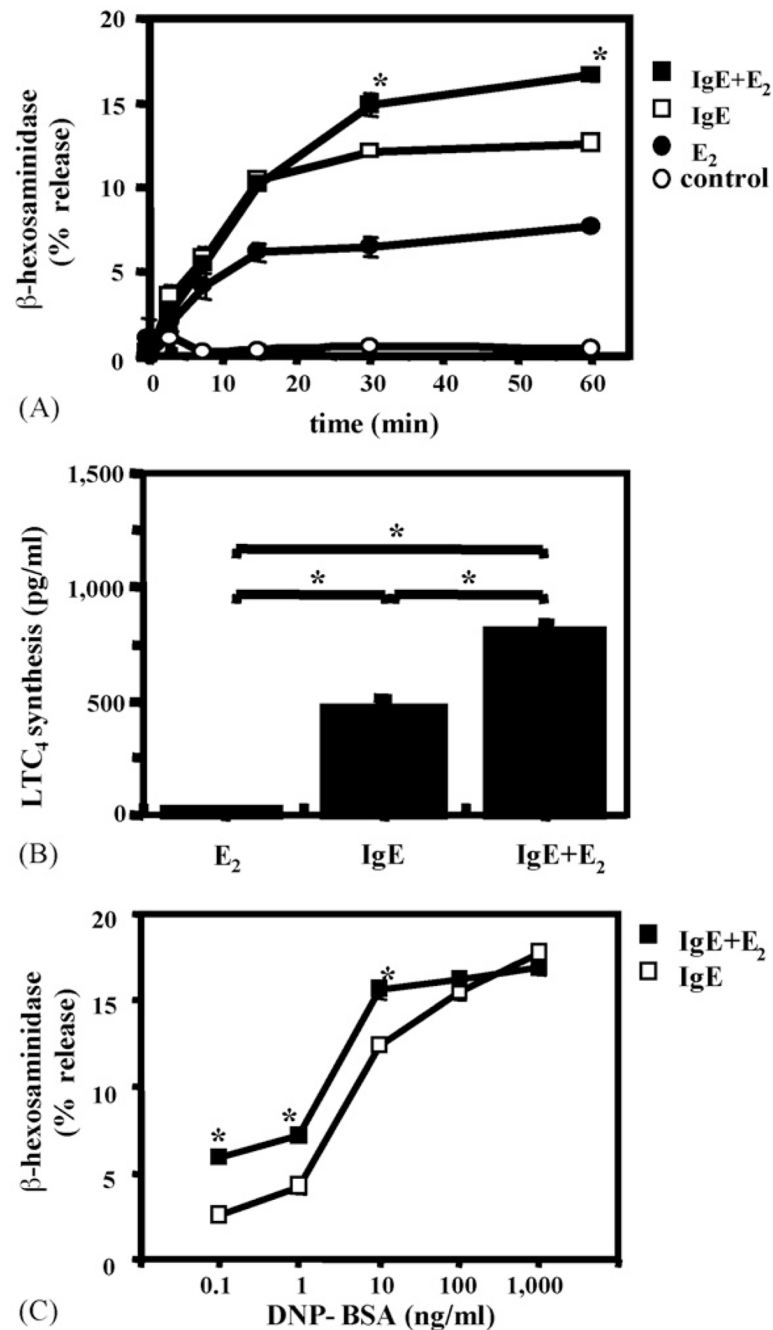 20
15
10
5
0
β-hexosaminidase
(% release)
*
*
IgE+E₂
IgE
E₂
control
0 10 20 30 40 50 60
time (min)
(A)
1,500
1,000
500
0
LTC₄ synthesis (pg/ml)
*
* *
E₂ IgE IgE+E₂
(B)
20
15
10
5
0
β-hexosaminidase
(% release)
*
*
*
IgE+E₂
IgE
0.1 1 10 100 1,000
DNP- BSA (ng/ml)
(C)